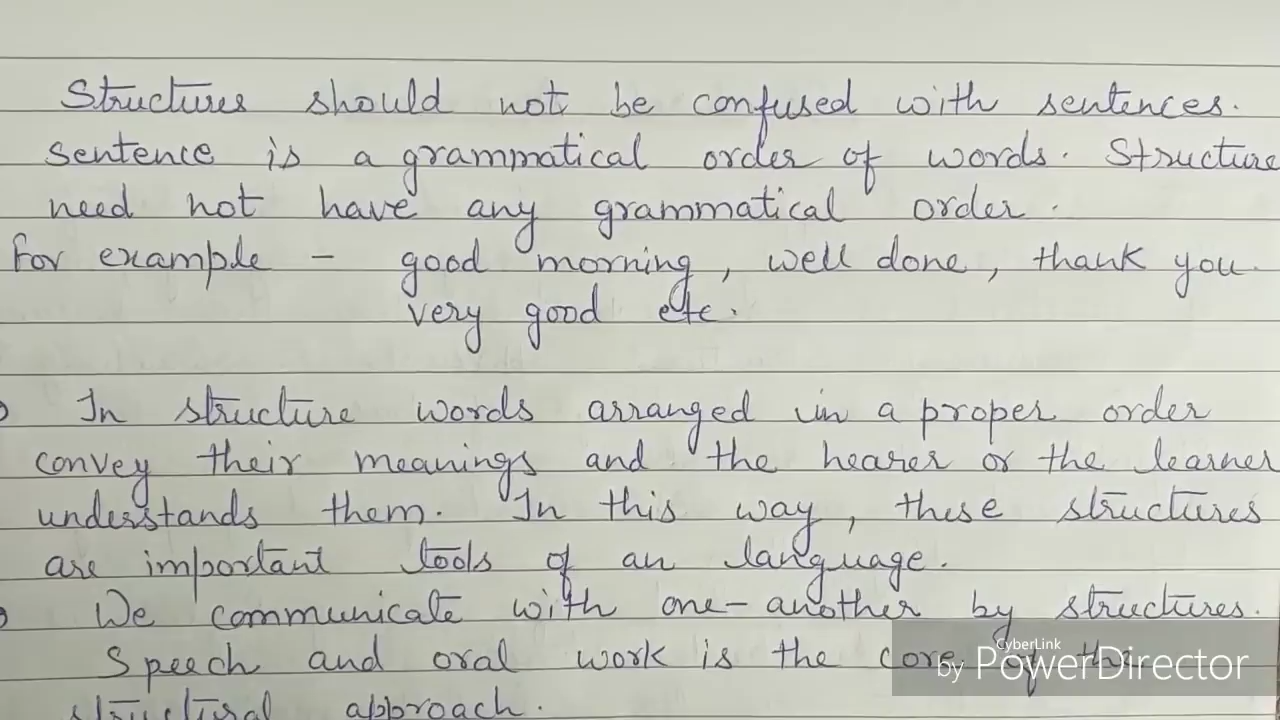 Structures should not be confused with sentences.
Sentence is a grammatical order of words. Structure
need not have any grammatical order.
For example - good morning, well done, thank you.
very good etc.
In structure words arranged in a proper order
convey their meanings and the hearer or the learner
understands them. In this way, these structures
are important tools of an language.
We communicate with one-another by structures.
Speech and oral work is the core of this
structural approach.
CyberLink
by PowerDirector